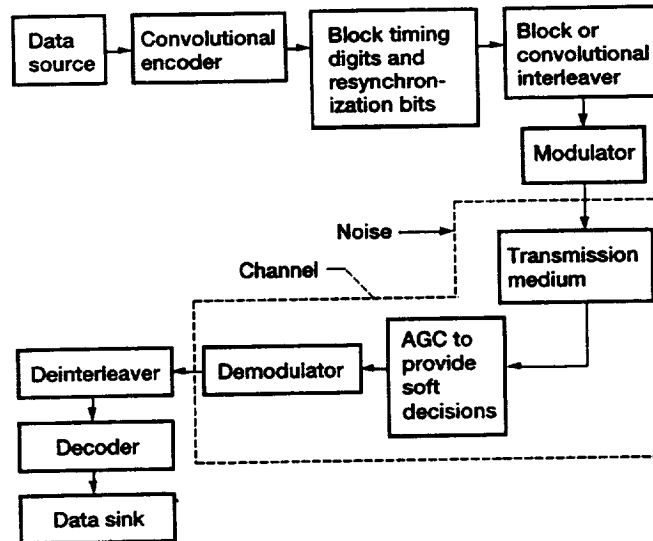 Data
source
Convolutional
encoder
Block timing
digits and
resynchron-
ization bits
Block or
convolutional
interleaver
Modulator
Noise
Transmission
medium
Channel
AGC to
provide
soft
decisions
Demodulator
Deinterleaver
Decoder
Data sink